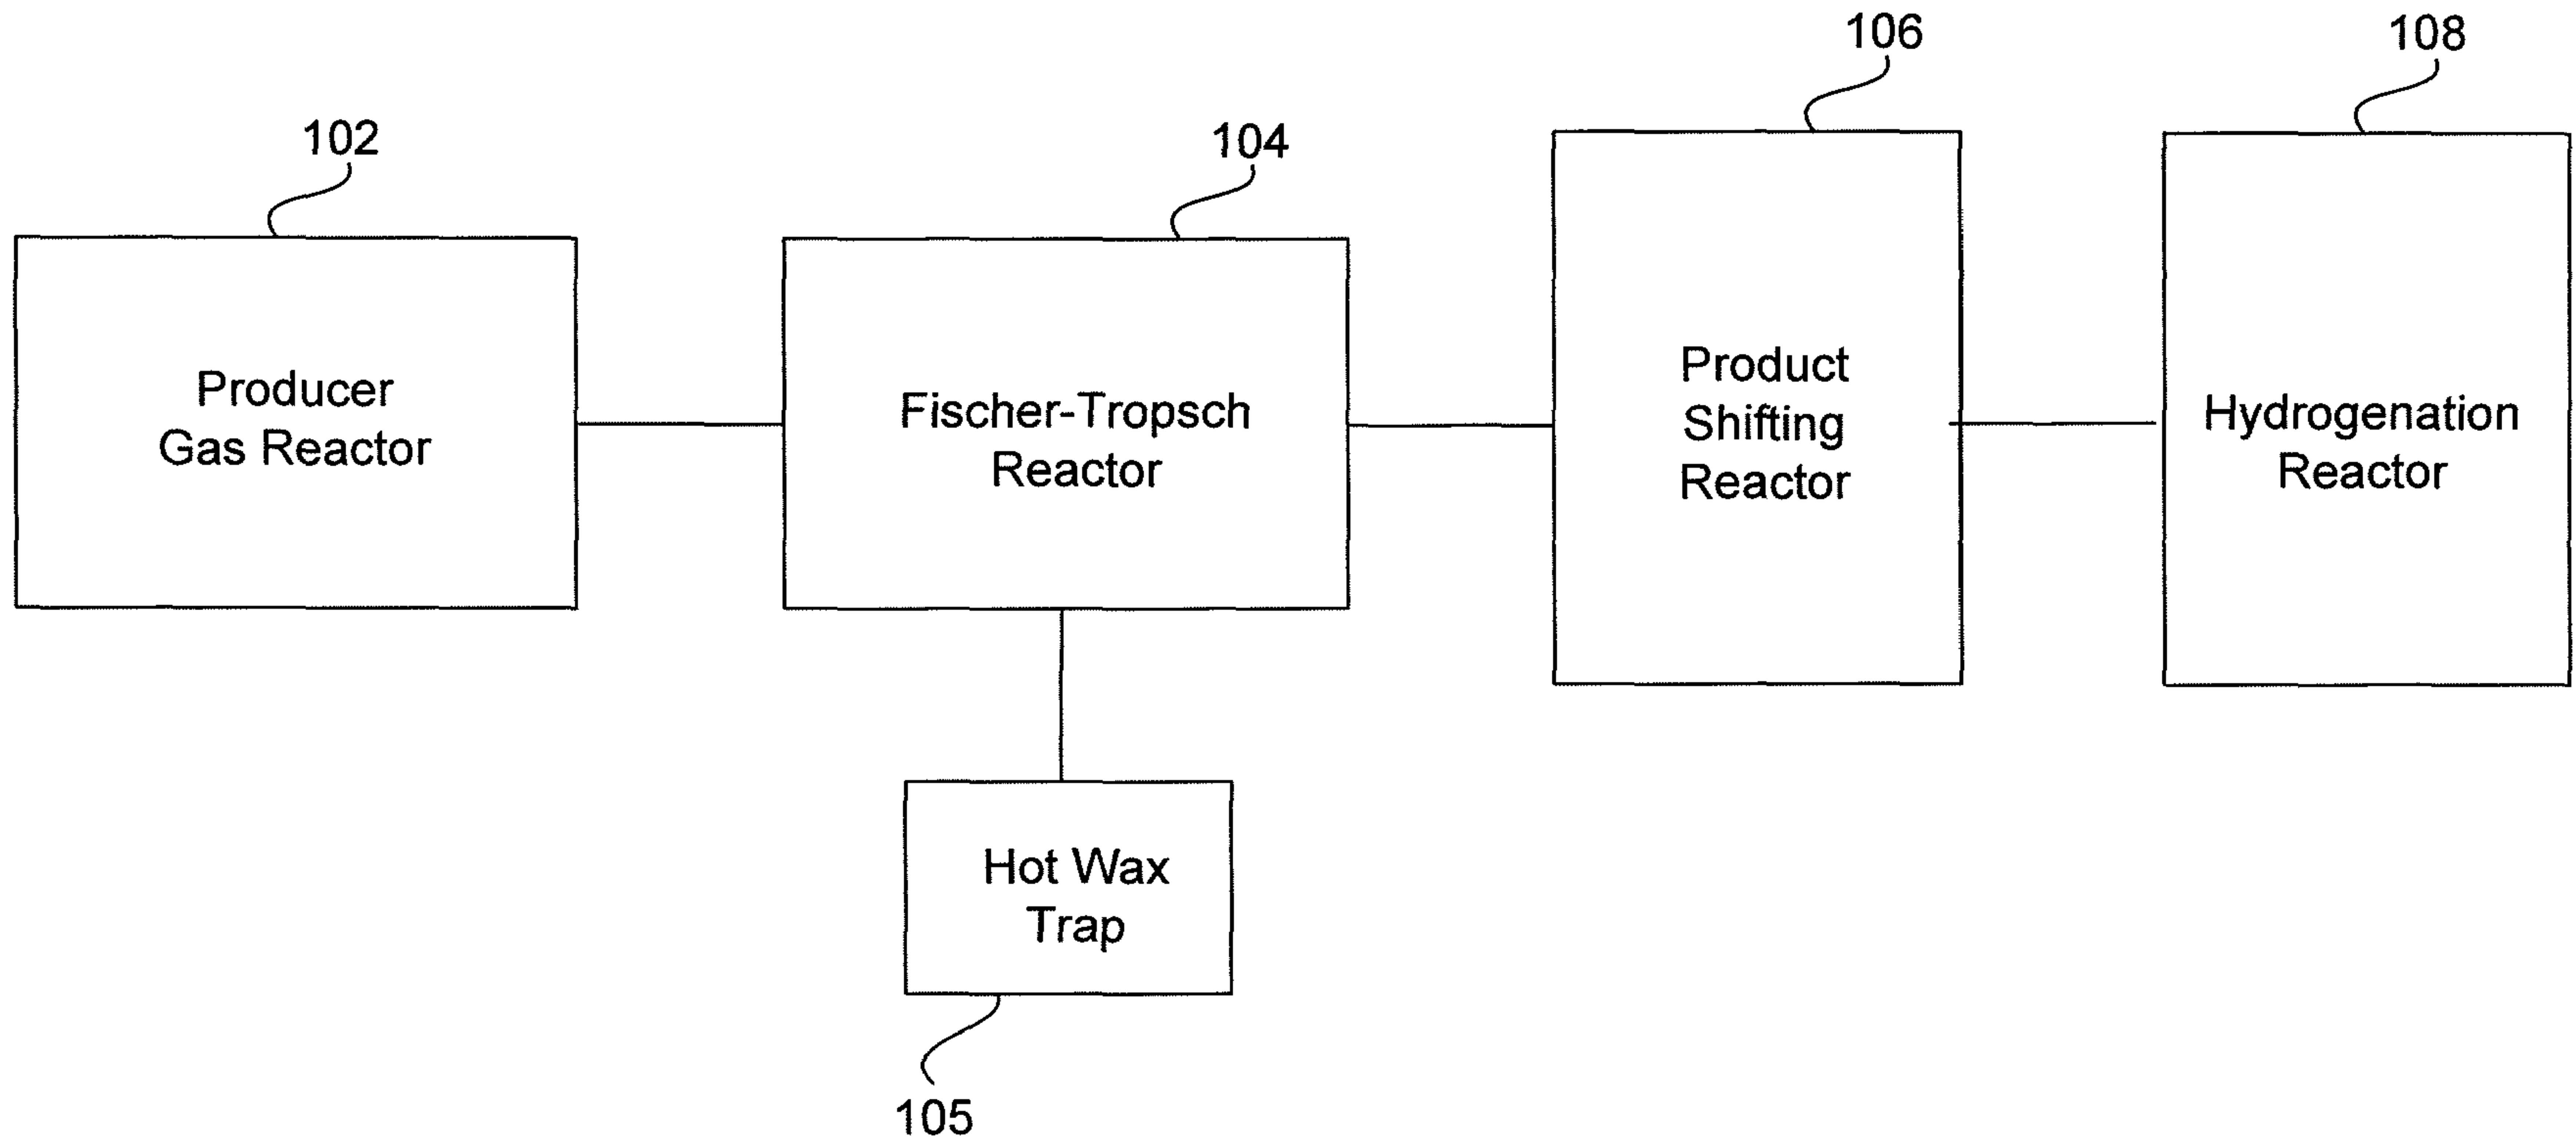 106
108
102
104
Producer
Gas Reactor
Fischer-Tropsch
Reactor
Product
Shifting
Reactor
Hydrogenation
Reactor
Hot Wax
Trap
105